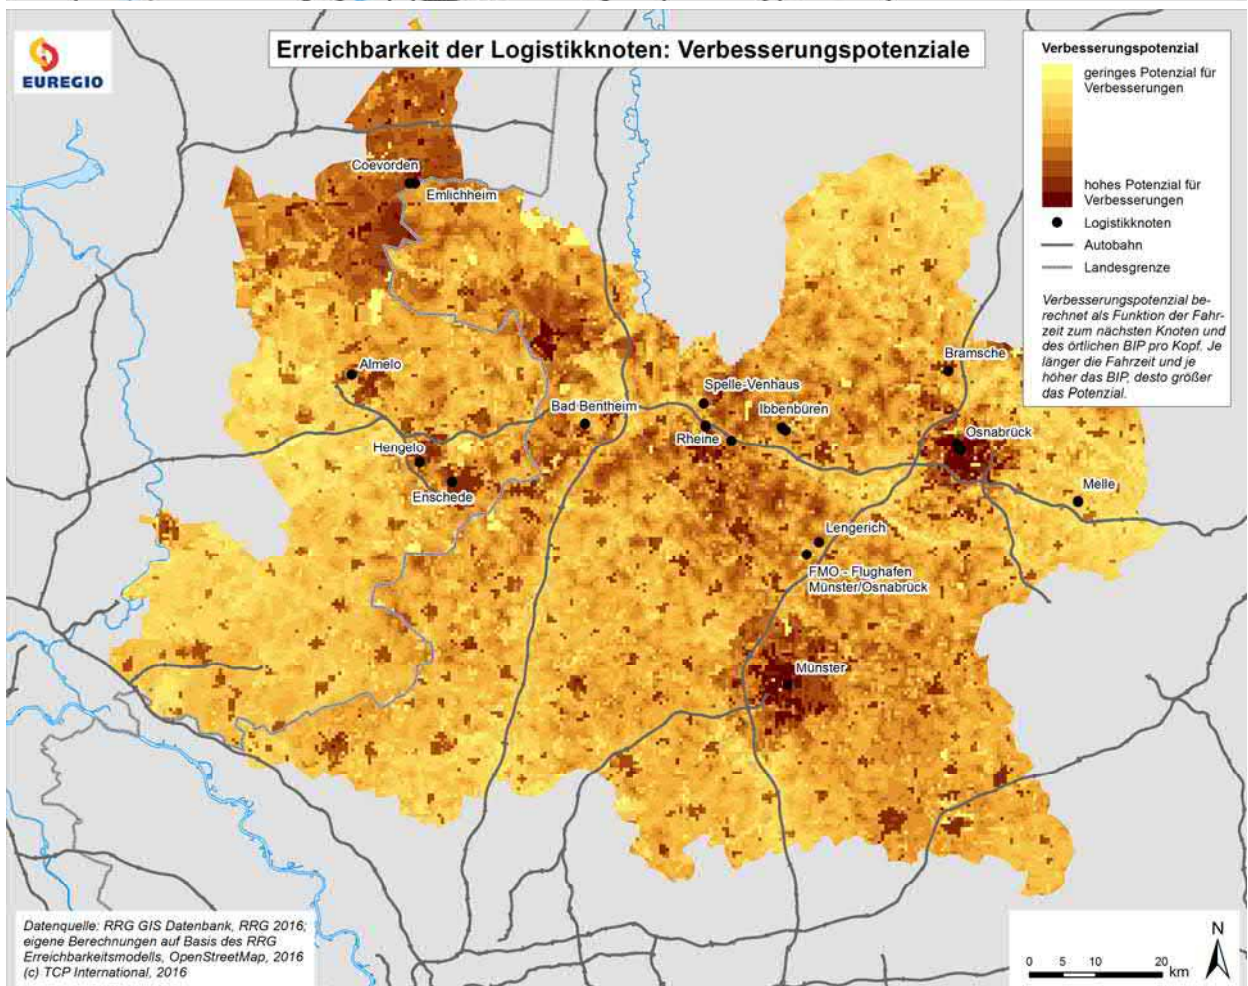 Erreichbarkeit der Logistikknoten: Verbesserungspotenziale
EUREGIO
Verbesserungspotenzial
geringes Potenzial für
Verbesserungen
hohes Potenzial für
Verbesserungen
Logistikknoten
Autobahn
Landesgrenze
Verbesserungspotenzial be-
rechnet als Funktion der Fahr-
zeit zum nächsten Knoten und
des örtlichen BIP pro Kopf. Je
länger die Fahrzeit und je
höher das BIP, desto größer
das Potenzial.
Coevorden
Emlichheim
Almelo
Bramsche
Spelle-Venhaus
Bad Bentheim
Ibbenbüren
Rheine
Osnabrück
Hengelo
Enschede
Melle
Lengerich
FMO - Flughafen
Münster/Osnabrück
Münster
Datenquelle: RRG GIS Datenbank, RRG 2016;
eigene Berechnungen auf Basis des RRG
Erreichbarkeitsmodells, OpenStreetMap, 2016
(c) TCP International, 2016
N
0 5 10 20
km